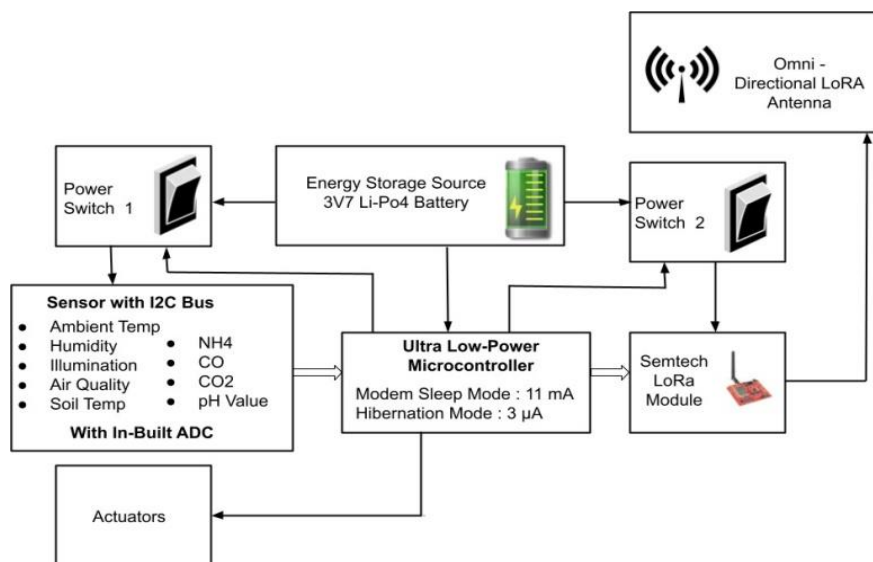 Omni -
Directional LoRA
Antenna
Power
Switch 1
Energy Storage Source
3V7 Li-Po4 Battery
Power
Switch 2
Sensor with I2C Bus
● Ambient Temp
● Humidity
● Illumination
● Air Quality
● Soil Temp
● NH4
● CO
● CO2
● pH Value
With In-Built ADC
Ultra Low-Power
Microcontroller
Modem Sleep Mode : 11 mA
Hibernation Mode : 3 µA
Semtech
LoRa
Module
Actuators